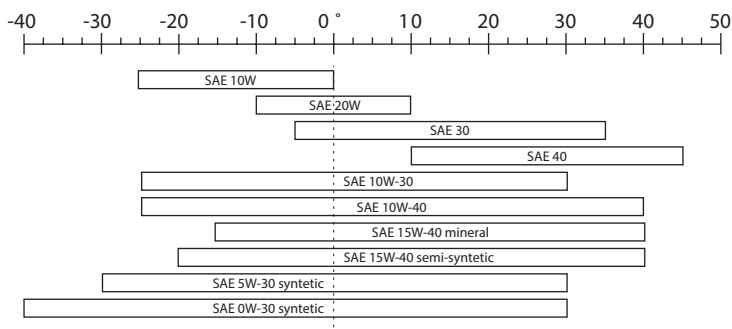 -40 -30 -20 -10 0 ° 10 20 30 40 50
SAE 10W
SAE 20W
SAE 30
SAE 40
SAE 10W-30
SAE 10W-40
SAE 15W-40 mineral
SAE 15W-40 semi-syntetic
SAE 5W-30 syntetic
SAE 0W-30 syntetic